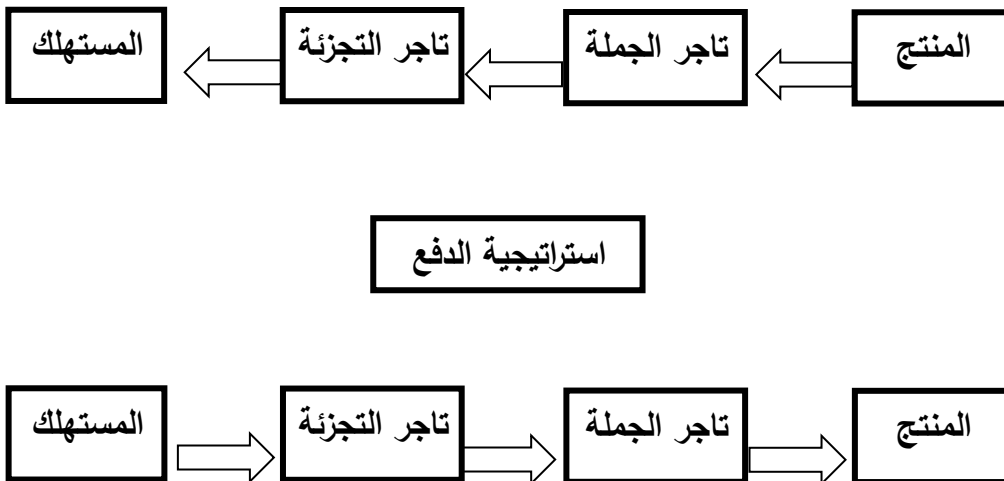 المنتج
تاجر الجملة
تاجر التجزئة
المستهلك
استراتيجية الدفع
المنتج
تاجر الجملة
تاجر التجزئة
المستهلك